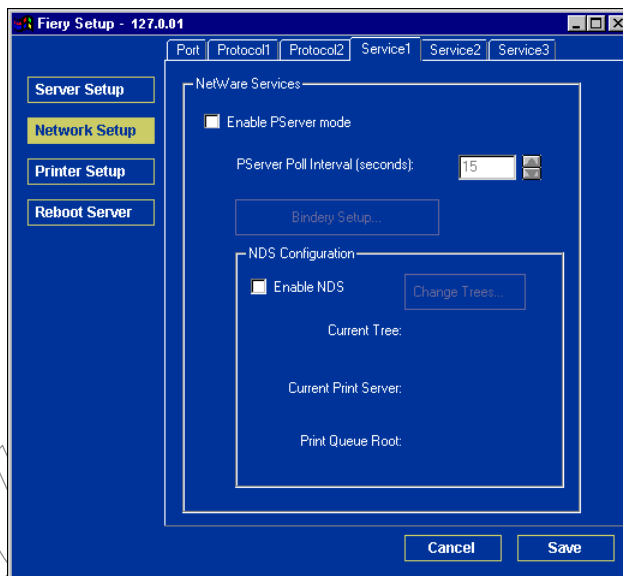 Fiery Setup - 127.0.01
Port Protocol1 Protocol2 Service1 Service2 Service3
Server Setup
Network Setup
Printer Setup
Reboot Server
NetWare Services
Enable PServer mode
PServer Poll Interval (seconds): 15
Bindery Setup...
NDS Configuration
Enable NDS Change Trees...
Current Tree:
Current Print Server:
Print Queue Root:
Cancel Save